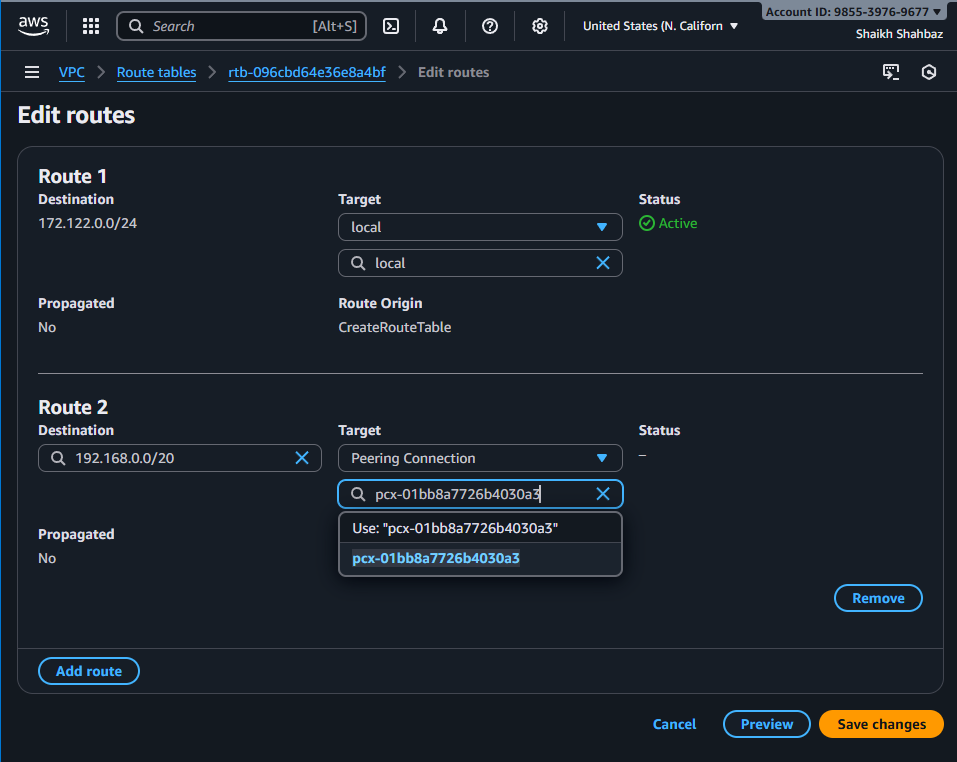 aws
Search [Alt+S]
United States (N. Californ
Account ID: 9855-3976-9677
Shaikh Shahbaz
VPC
Route tables
rtb-096cbd64e36e8a4bf
Edit routes
Edit routes
Route 1
Destination
172.122.0.0/24
Target
local
local
Status
Active
Propagated
No
Route Origin
CreateRouteTable
Route 2
Destination
192.168.0.0/20
Target
Peering Connection
pcx-01bb8a7726b4030a3
Use: "pcx-01bb8a7726b4030a3"
pcx-01bb8a7726b4030a3
Status
–
Propagated
No
Remove
Add route
Cancel
Preview
Save changes